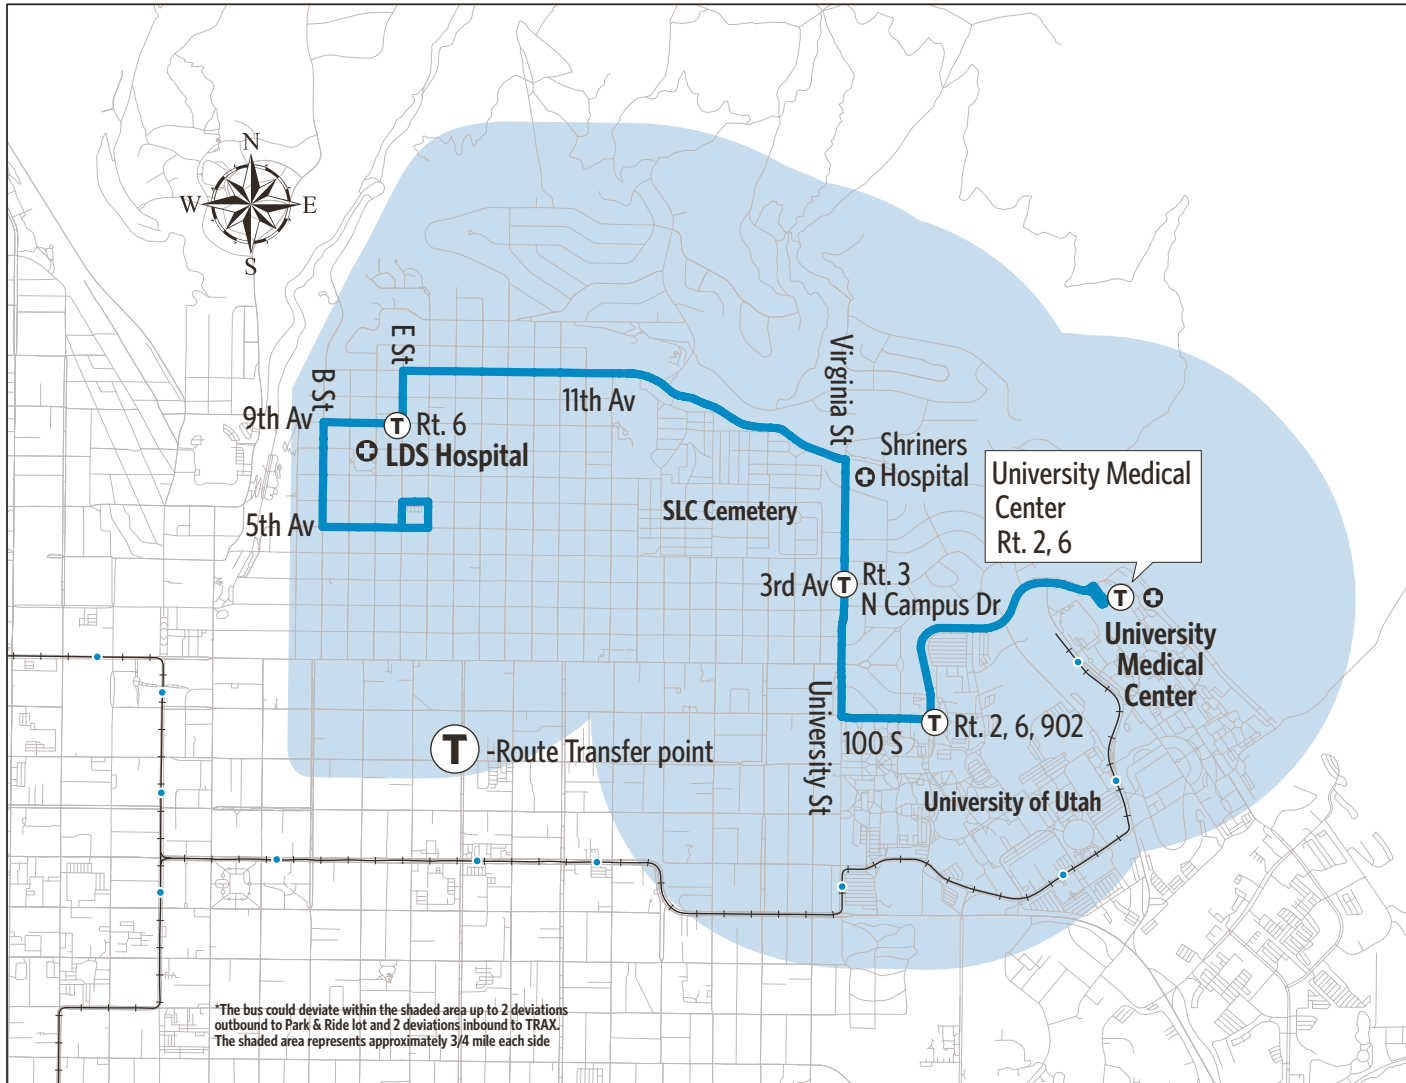 N
W
E
S
E St
B St
9th Av
T
Rt. 6
LDS Hospital
5th Av
11th Av
Virginia St
Shriners
Hospital
SLC Cemetery
University Medical
Center
Rt. 2, 6
3rd Av
T
Rt. 3
N Campus Dr
T
University
Medical
Center
University St
100 S
T
Rt. 2, 6, 902
T
-Route Transfer point
University of Utah
*The bus could deviate within the shaded area up to 2 deviations
outbound to Park & Ride lot and 2 deviations inbound to TRAX.
The shaded area represents approximately 3/4 mile each side